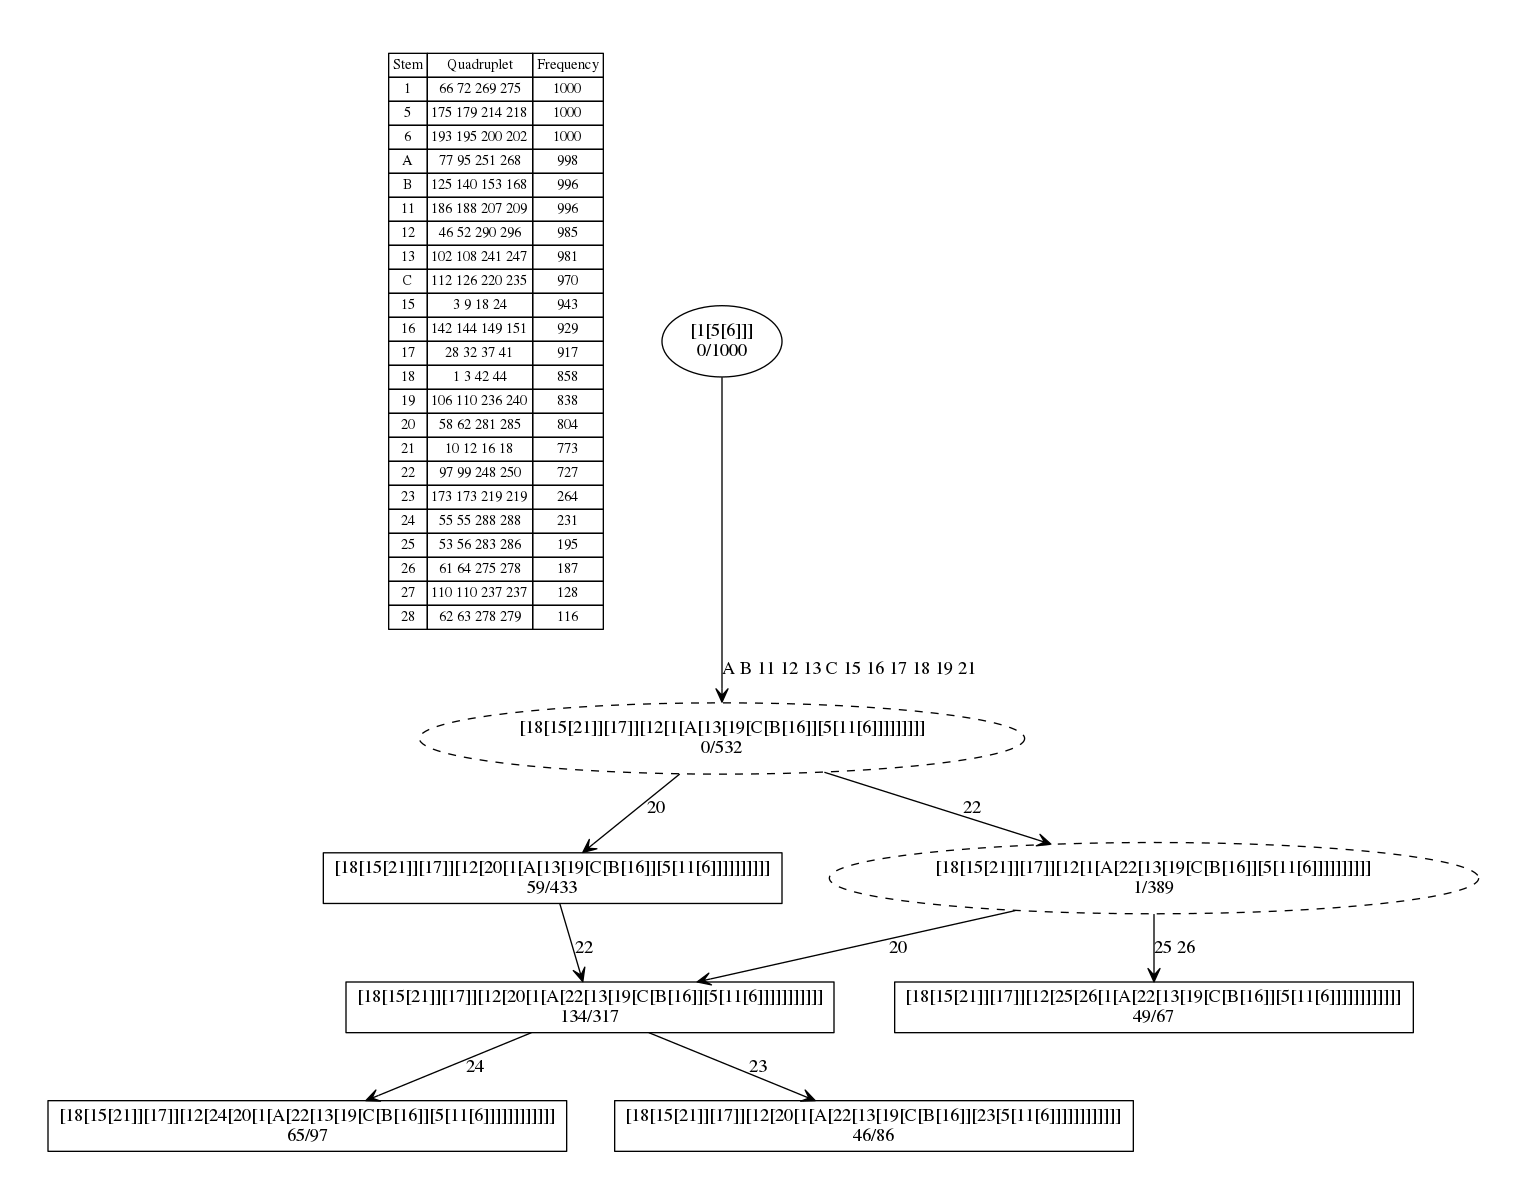 Stem Quadruplet Frequency
1 66 72 269 275 1000
5 175 179 214 218 1000
6 193 195 200 202 1000
A 77 95 251 268 998
B 125 140 153 168 996
11 186 188 207 209 996
12 46 52 290 296 985
13 102 108 241 247 981
C 112 126 220 235 970
15 3 9 18 24 943
16 142 144 149 151 929
17 28 32 37 41 917
18 1 3 42 44 858
19 106 110 236 240 838
20 58 62 281 285 804
21 10 12 16 18 773
22 97 99 248 250 727
23 173 173 219 219 264
24 55 55 288 288 231
25 53 56 283 286 195
26 61 64 275 278 187
27 110 110 237 237 128
28 62 63 278 279 116
[1[5[6]]]
0/1000
A B 11 12 13 C 15 16 17 18 19 21
[18[15[21]][17]][12[1[A[13[19[C[B[16]][5[11[6]]]]]]]]]
0/532
20
22
[18[15[21]][17]][12[20[1[A[13[19[C[B[16]][5[11[6]]]]]]]]]]
59/433
[18[15[21]][17]][12[1[A[22[13[19[C[B[16]][5[11[6]]]]]]]]]]
1/389
22
20
25 26
[18[15[21]][17]][12[20[1[A[22[13[19[C[B[16]][5[11[6]]]]]]]]]]]
134/317
[18[15[21]][17]][12[25[26[1[A[22[13[19[C[B[16]][5[11[6]]]]]]]]]]]]
49/67
24
23
[18[15[21]][17]][12[24[20[1[A[22[13[19[C[B[16]][5[11[6]]]]]]]]]]]]
65/97
[18[15[21]][17]][12[20[1[A[22[13[19[C[B[16]][23[5[11[6]]]]]]]]]]]]
46/86